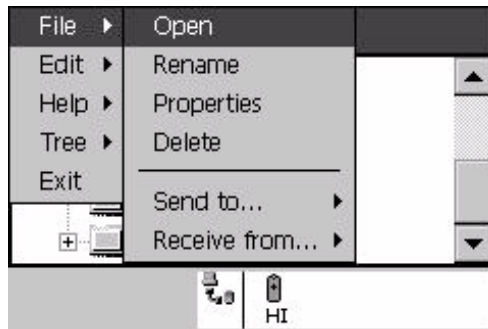 File Open
Edit Rename
Help Properties
Tree Delete
Exit
Send to...
Receive from...
HI